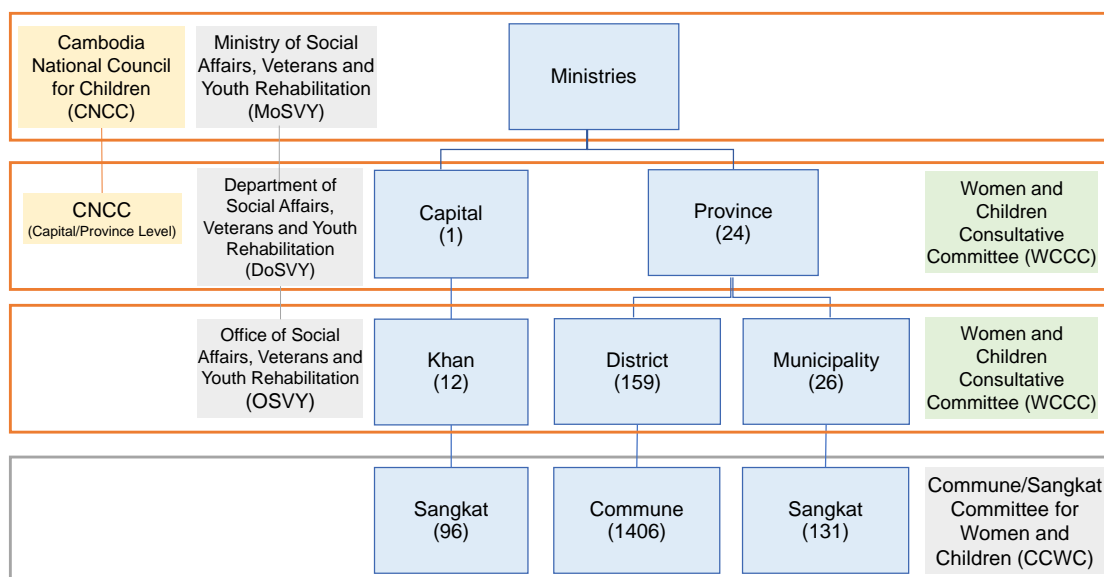 Cambodia
National Council
for Children
(CNCC)
Ministry of Social
Affairs, Veterans and
Youth Rehabilitation
(MoSVY)
Ministries
CNCC
(Capital/Province Level)
Department of
Social Affairs,
Veterans and Youth
Rehabilitation
(DoSVY)
Capital
(1)
Province
(24)
Women and
Children
Consultative
Committee (WCCC)
Office of Social
Affairs, Veterans and
Youth Rehabilitation
(OSVY)
Khan
(12)
District
(159)
Municipality
(26)
Women and
Children
Consultative
Committee (WCCC)
Sangkat
(96)
Commune
(1406)
Sangkat
(131)
Commune/Sangkat
Committee for
Women and
Children (CCWC)